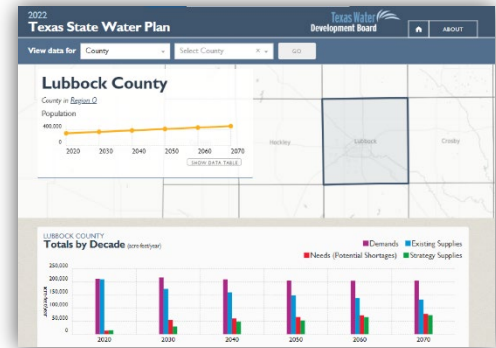 2022
Texas State Water Plan
Texas Water
Development Board
ABOUT
View data for County Select County × GO
Lubbock County
County in Region O
Population
400,000
0
2020 2030 2040 2050 2060 2070
SHOW DATA TABLE
Hockley Lubbock Crosby
LUBBOCK COUNTY
Totals by Decade (acre-feet/year)
Demands Existing Supplies
Needs (Potential Shortages) Strategy Supplies
250,000
200,000
150,000
100,000
50,000
0
2020 2030 2040 2050 2060 2070